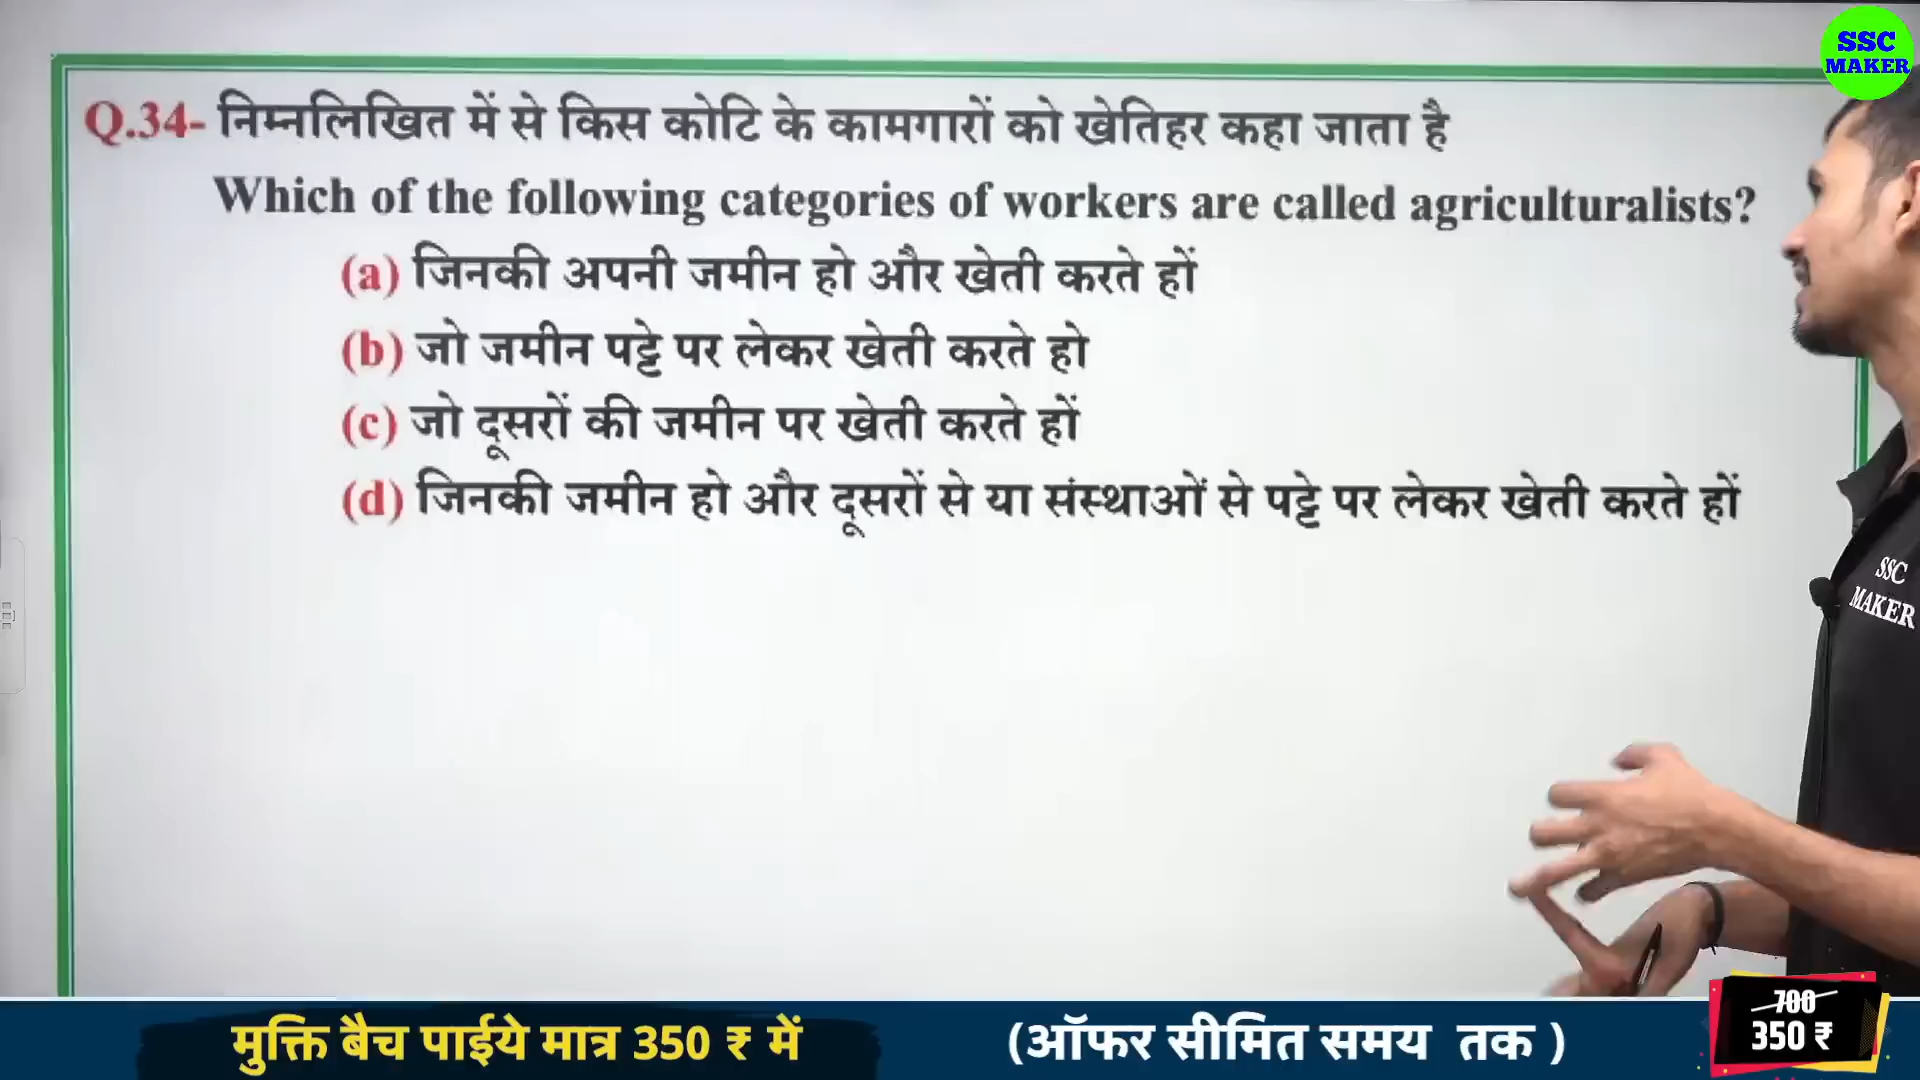 SSC
MAKER
Q.34- निम्नलिखित में से किस कोटि के कामगारों को खेतिहर कहा जाता है
Which of the following categories of workers are called agriculturalists?
(a) जिनकी अपनी जमीन हो और खेती करते हों
(b) जो जमीन पट्टे पर लेकर खेती करते हो
(c) जो दूसरों की जमीन पर खेती करते हों
(d) जिनकी जमीन हो और दूसरों से या संस्थाओं से पट्टे पर लेकर खेती करते हों
SSC
MAKER
मुक्ति बैच पाईये मात्र 350 ₹ में
(ऑफर सीमित समय तक )
700
350 ₹